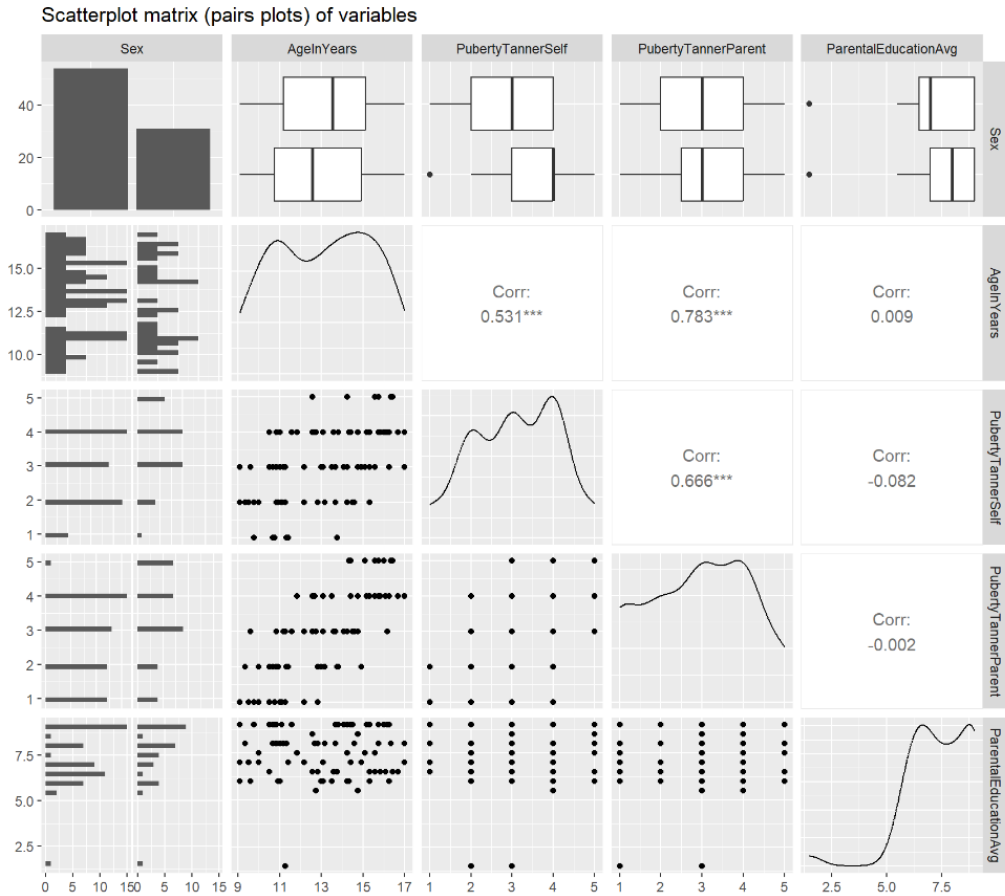 Scatterplot matrix (pairs plots) of variables
Sex AgeInYears PubertyTannerSelf PubertyTannerParent ParentalEducationAvg
40
20
0
Sex
15.0
12.5
10.0
Corr:
0.531***
Corr:
0.783***
Corr:
0.009
AgeInYears
5
4
3
2
1
Corr:
0.666***
Corr:
-0.082
PubertyTannerSelf
5
4
3
2
1
Corr:
-0.002
PubertyTannerParent
7.5
5.0
2.5
ParentalEducationAvg
0 5 10 15 0 5 10 15 9 11 13 15 17 1 2 3 4 5 1 2 3 4 5 2.5 5.0 7.5